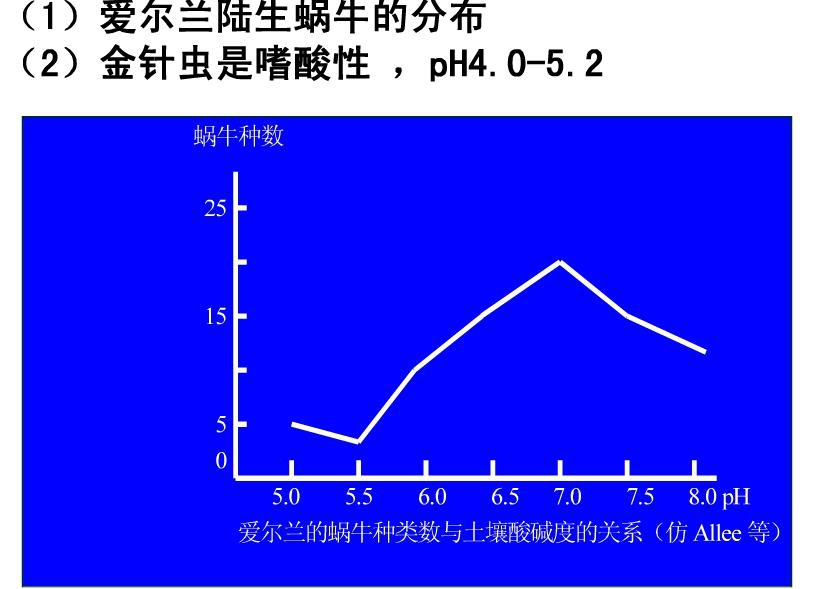 （1）爱尔兰陆生蜗牛的分布
（2）金针虫是嗜酸性 ，pH4.0-5.2
蜗牛种数
25
15
5
0
5.0 5.5 6.0 6.5 7.0 7.5 8.0 pH
爱尔兰的蜗牛种类数与土壤酸碱度的关系（仿 Allee 等）